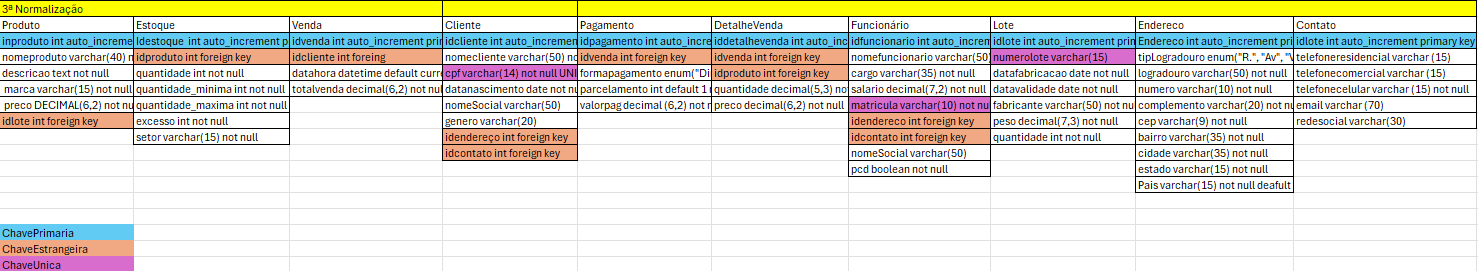 3ª Normalização
Produto Estoque Venda Cliente Pagamento DetalheVenda Funcionário Lote Endereco Contato
inproduto int auto_increme Idestoque int auto_increment p idvenda int auto_increment prim idcliente int auto_increm idpagamento int auto_incre iddetalhevenda int auto_inc idfuncionario int auto_increm idlote int auto_increment prim Endereco int auto_increment pri idlote int auto_increment primary key
nomeproduto varchar(40) n idproduto int foreign key idcliente int foreing nomecliente varchar(50) no idvenda int foreign key idvenda int foreign key nomefuncionario varchar(50) numerolote varchar(15) tipLogradouro enum("R.", "Av", "V telefoneresidencial varchar (15)
descricao text not null quantidade int not null datahora datetime default curre cpf varchar(14) not null UNI formapagamento enum("Di idproduto int foreign key cargo varchar(35) not null datafabricacao date not null logradouro varchar(50) not null telefonecomercial varchar (15)
marca varchar(15) not null quantidade_minima int not null totalvenda decimal(6,2) not null datanascimento date not nu parcelamento int default 1 quantidade decimal(5,3) no salario decimal(7,2) not null datavalidade date not null numero varchar(10) not null telefonecelular varchar (15) not null
preco DECIMAL(6,2) not nu quantidade_maxima int not null nomeSocial varchar(50) valorpag decimal (6,2) not n preco decimal(6,2) not null matricula varchar(10) not nu fabricante varchar(50) not nu complemento varchar(20) not nu email varchar (70)
idlote int foreign key excesso int not null genero varchar(20) idendereco int foreign key peso decimal(7,3) not null cep varchar(9) not null redesocial varchar(30)
setor varchar(15) not null idendereço int foreign key idcontato int foreign key quantidade int not null bairro varchar(35) not null
idcontato int foreign key nomeSocial varchar(50) cidade varchar(35) not null
pcd boolean not null estado varchar(15) not null
Pais varchar(15) not null deafult
ChavePrimaria
ChaveEstrangeira
ChaveUnica